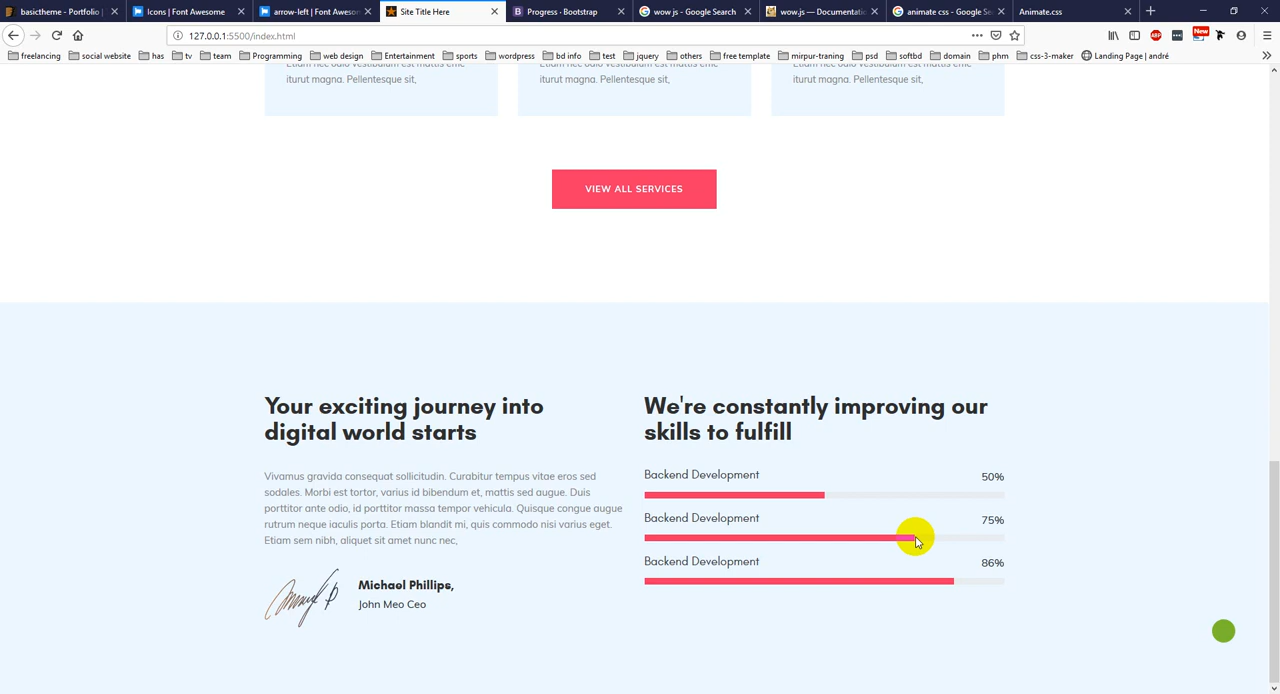 basictheme - Portfolio |
Icons | Font Awesome
arrow-left | Font Aweso
Site Title Here
Progress · Bootstrap
wow js - Google Search
wow.js — Documentatio
animate css - Google Se
Animate.css
127.0.0.1:5500/index.html
New
freelancing
social website
has
tv
team
Programming
web design
Entertainment
sports
wordpress
bd info
test
jquery
others
free template
mirpur-traning
psd
softbd
domain
phm
css-3-maker
Landing Page | andré
iturut magna. Pellentesque sit,
iturut magna. Pellentesque sit,
iturut magna. Pellentesque sit,
VIEW ALL SERVICES
Your exciting journey into
digital world starts
Vivamus gravida consequat sollicitudin. Curabitur tempus vitae eros sed
sodales. Morbi est tortor, varius id bibendum et, mattis sed augue. Duis
porttitor ante odio, id porttitor massa tempor vehicula. Quisque congue augue
rutrum neque iaculis porta. Etiam blandit mi, quis commodo nisi varius eget.
Etiam sem nibh, aliquet sit amet nunc nec,
Michael Phillips,
John Meo Ceo
We're constantly improving our
skills to fulfill
Backend Development 50%
Backend Development 75%
Backend Development 86%